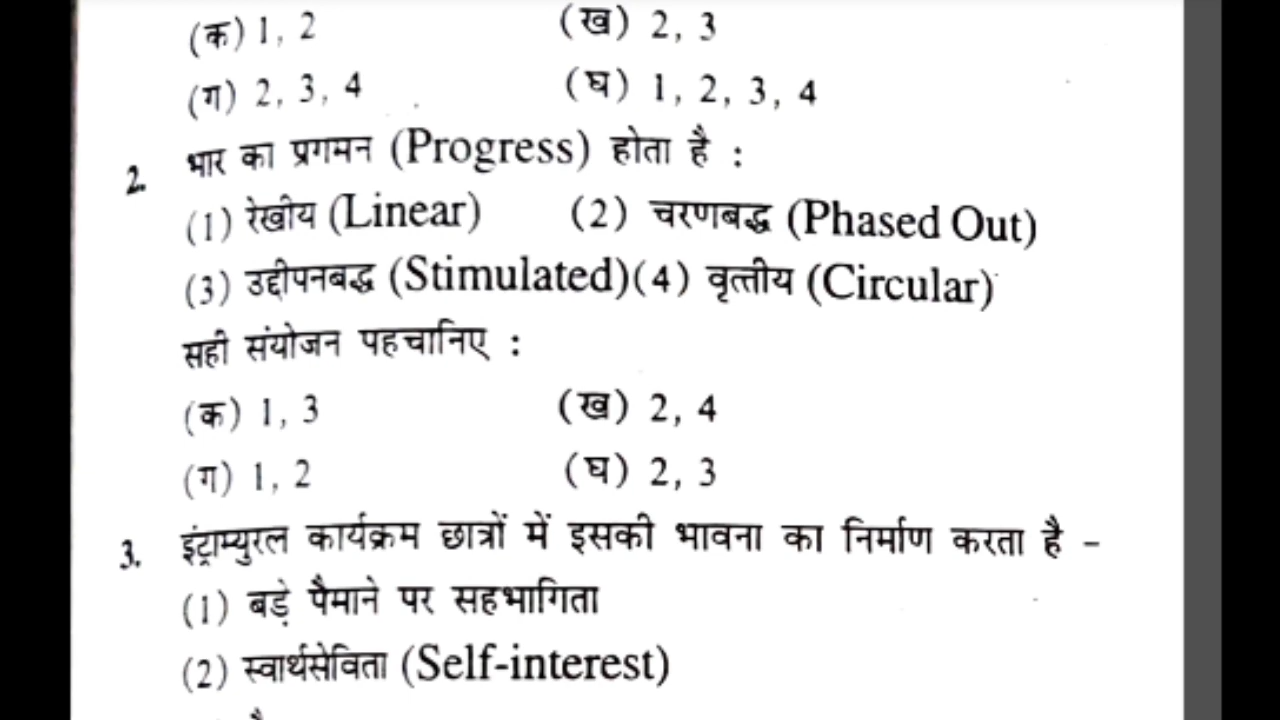 (क) 1, 2 (ख) 2, 3
(ग) 2, 3, 4 (घ) 1, 2, 3, 4
2. भार का प्रगमन (Progress) होता है :
(1) रेखीय (Linear) (2) चरणबद्ध (Phased Out)
(3) उद्दीपनबद्ध (Stimulated) (4) वृत्तीय (Circular)
सही संयोजन पहचानिए :
(क) 1, 3 (ख) 2, 4
(ग) 1, 2 (घ) 2, 3
3. इंट्राम्युरल कार्यक्रम छात्रों में इसकी भावना का निर्माण करता है -
(1) बड़े पैमाने पर सहभागिता
(2) स्वार्थसेविता (Self-interest)